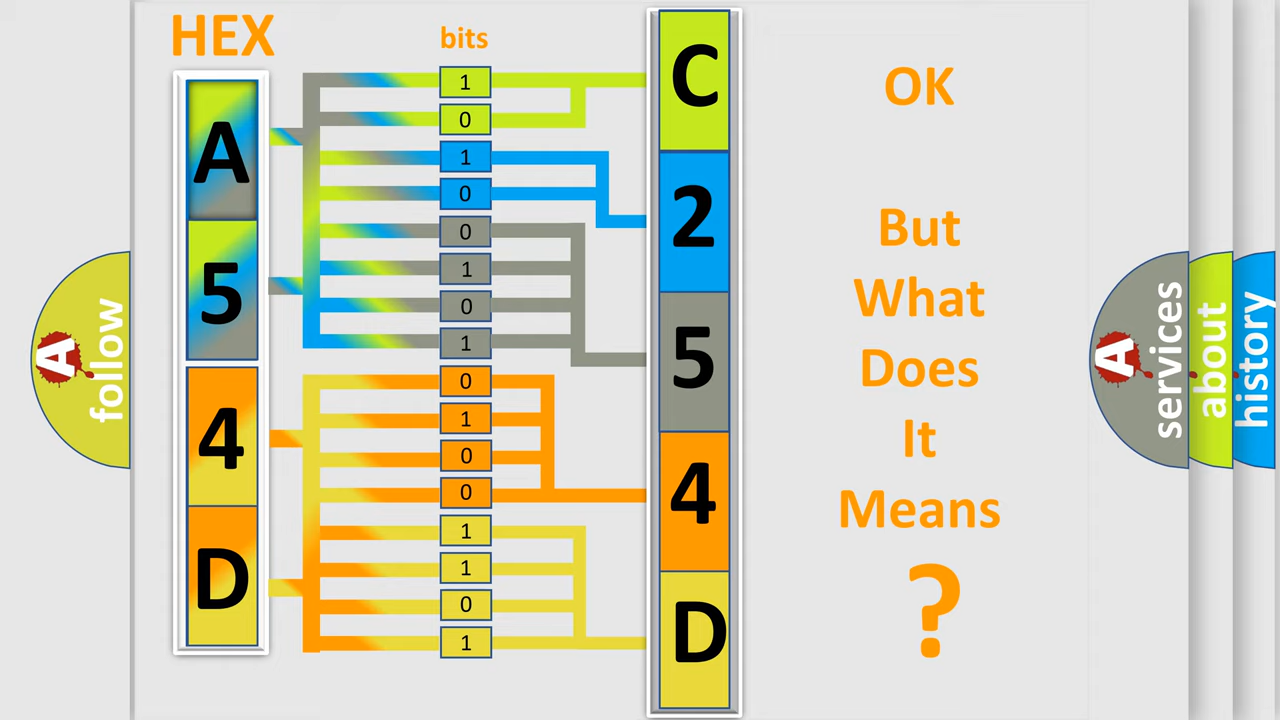 HEX
bits
A
5
4
D
1
0
1
0
0
1
0
1
0
1
0
0
1
1
0
1
C
2
5
4
D
OK
But
What
Does
It
Means
?
A
follow
A
services
about
history